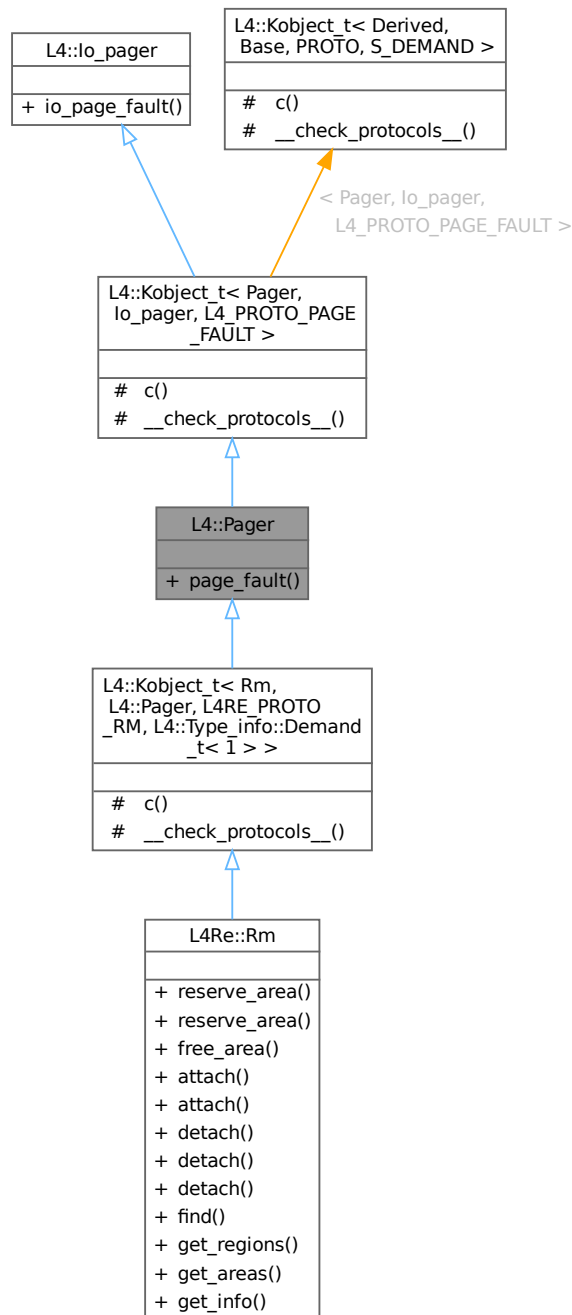 L4::Io_pager
+ io_page_fault()
L4::Kobject_t< Derived,
Base, PROTO, S_DEMAND >
# c()
# __check_protocols__()
< Pager, Io_pager,
L4_PROTO_PAGE_FAULT >
L4::Kobject_t< Pager,
Io_pager, L4_PROTO_PAGE
_FAULT >
# c()
# __check_protocols__()
L4::Pager
+ page_fault()
L4::Kobject_t< Rm,
L4::Pager, L4RE_PROTO
_RM, L4::Type_info::Demand
_t< 1 > >
# c()
# __check_protocols__()
L4Re::Rm
+ reserve_area()
+ reserve_area()
+ free_area()
+ attach()
+ attach()
+ detach()
+ detach()
+ detach()
+ find()
+ get_regions()
+ get_areas()
+ get_info()